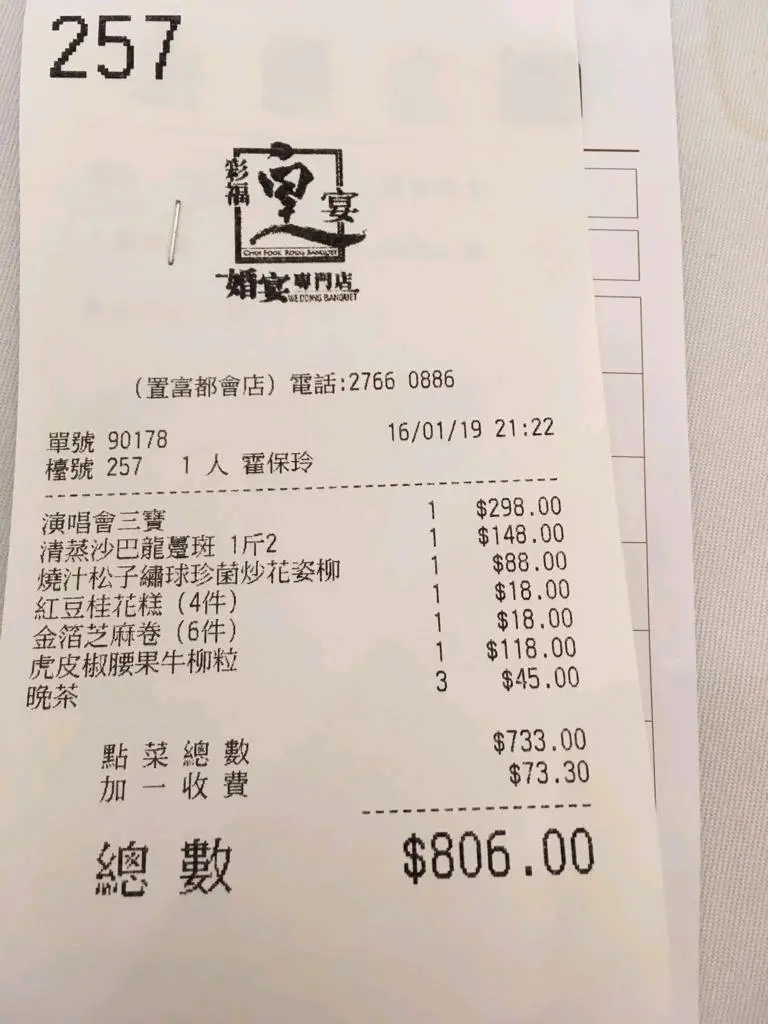 257
彩福 皇 宴
CHOI FOOK ROYAL BANQUET
婚宴專門店
WEDDING BANQUET
(置富都會店) 電話:2766 0886
單號 90178 16/01/19 21:22
檯號 257 1 人 霍保玲
演唱會三寶 1 $298.00
清蒸沙巴龍躉班 1斤2 1 $148.00
燒汁松子繡球珍菌炒花姿柳 1 $88.00
紅豆桂花糕 (4件) 1 $18.00
金箔芝麻卷 (6件) 1 $18.00
虎皮椒腰果牛柳粒 1 $118.00
晚茶 3 $45.00
點菜總數 $733.00
加一收費 $73.30
總數 $806.00